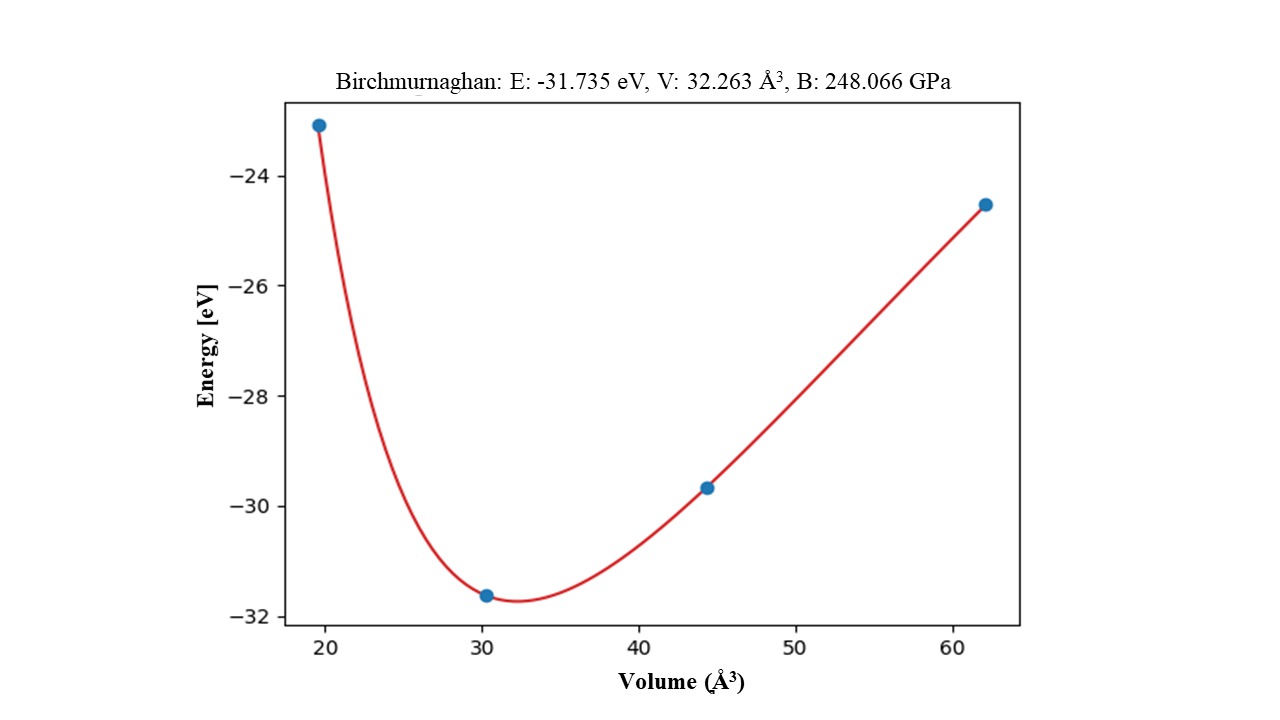 Birchmurnaghan: E: -31.735 eV, V: 32.263 Å³, B: 248.066 GPa
−24
−26
−28
−30
−32
Energy [eV]
20 30 40 50 60
Volume (Å³)